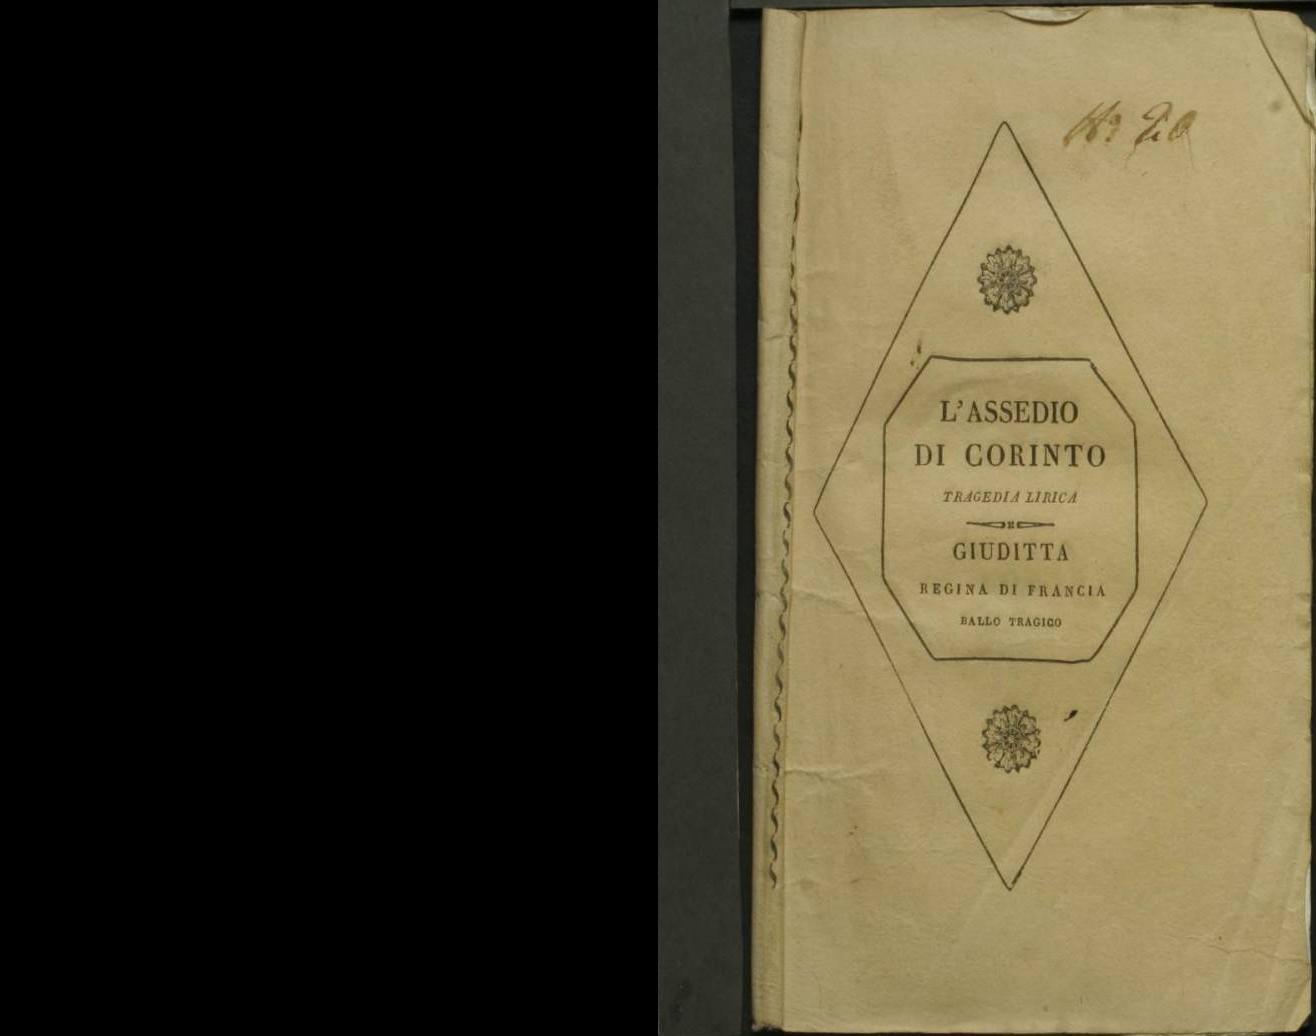 L'ASSEDIO
DI CORINTO
TRAGEDIA LIRICA
GIUDITTA
REGINA DI FRANCIA
BALLO TRAGICO